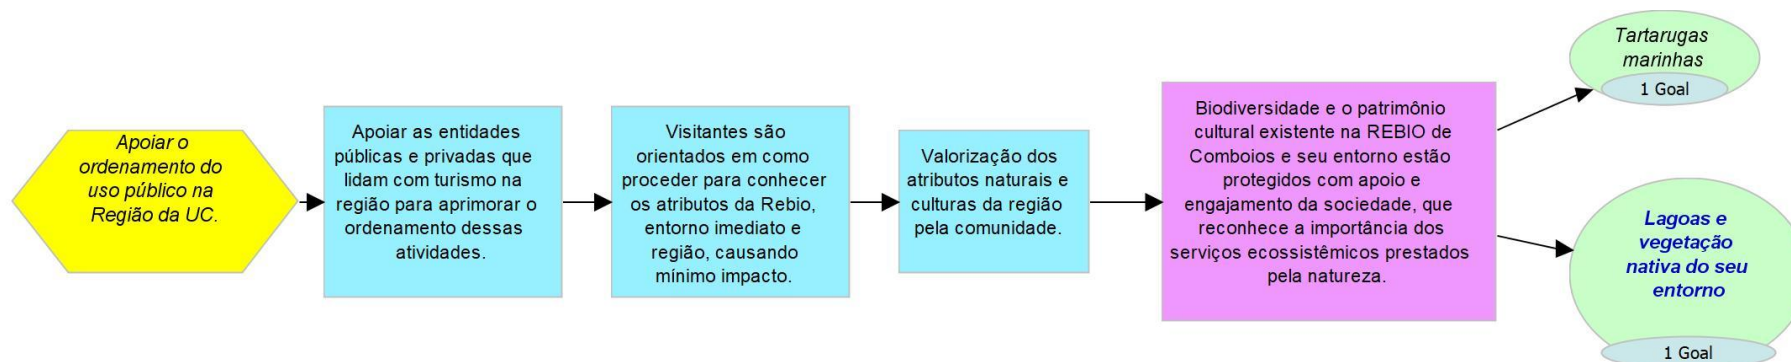 Apoiar o
ordenamento do
uso público na
Região da UC.
Apoiar as entidades
públicas e privadas que
lidam com turismo na
região para aprimorar o
ordenamento dessas
atividades.
Visitantes são
orientados em como
proceder para conhecer
os atributos da Rebio,
entorno imediato e
região, causando
mínimo impacto.
Valorização dos
atributos naturais e
culturas da região
pela comunidade.
Biodiversidade e o patrimônio
cultural existente na REBIO de
Comboios e seu entorno estão
protegidos com apoio e
engajamento da sociedade, que
reconhece a importância dos
serviços ecossistêmicos prestados
pela natureza.
Tartarugas
marinhas
1 Goal
Lagoas e
vegetação
nativa do seu
entorno
1 Goal